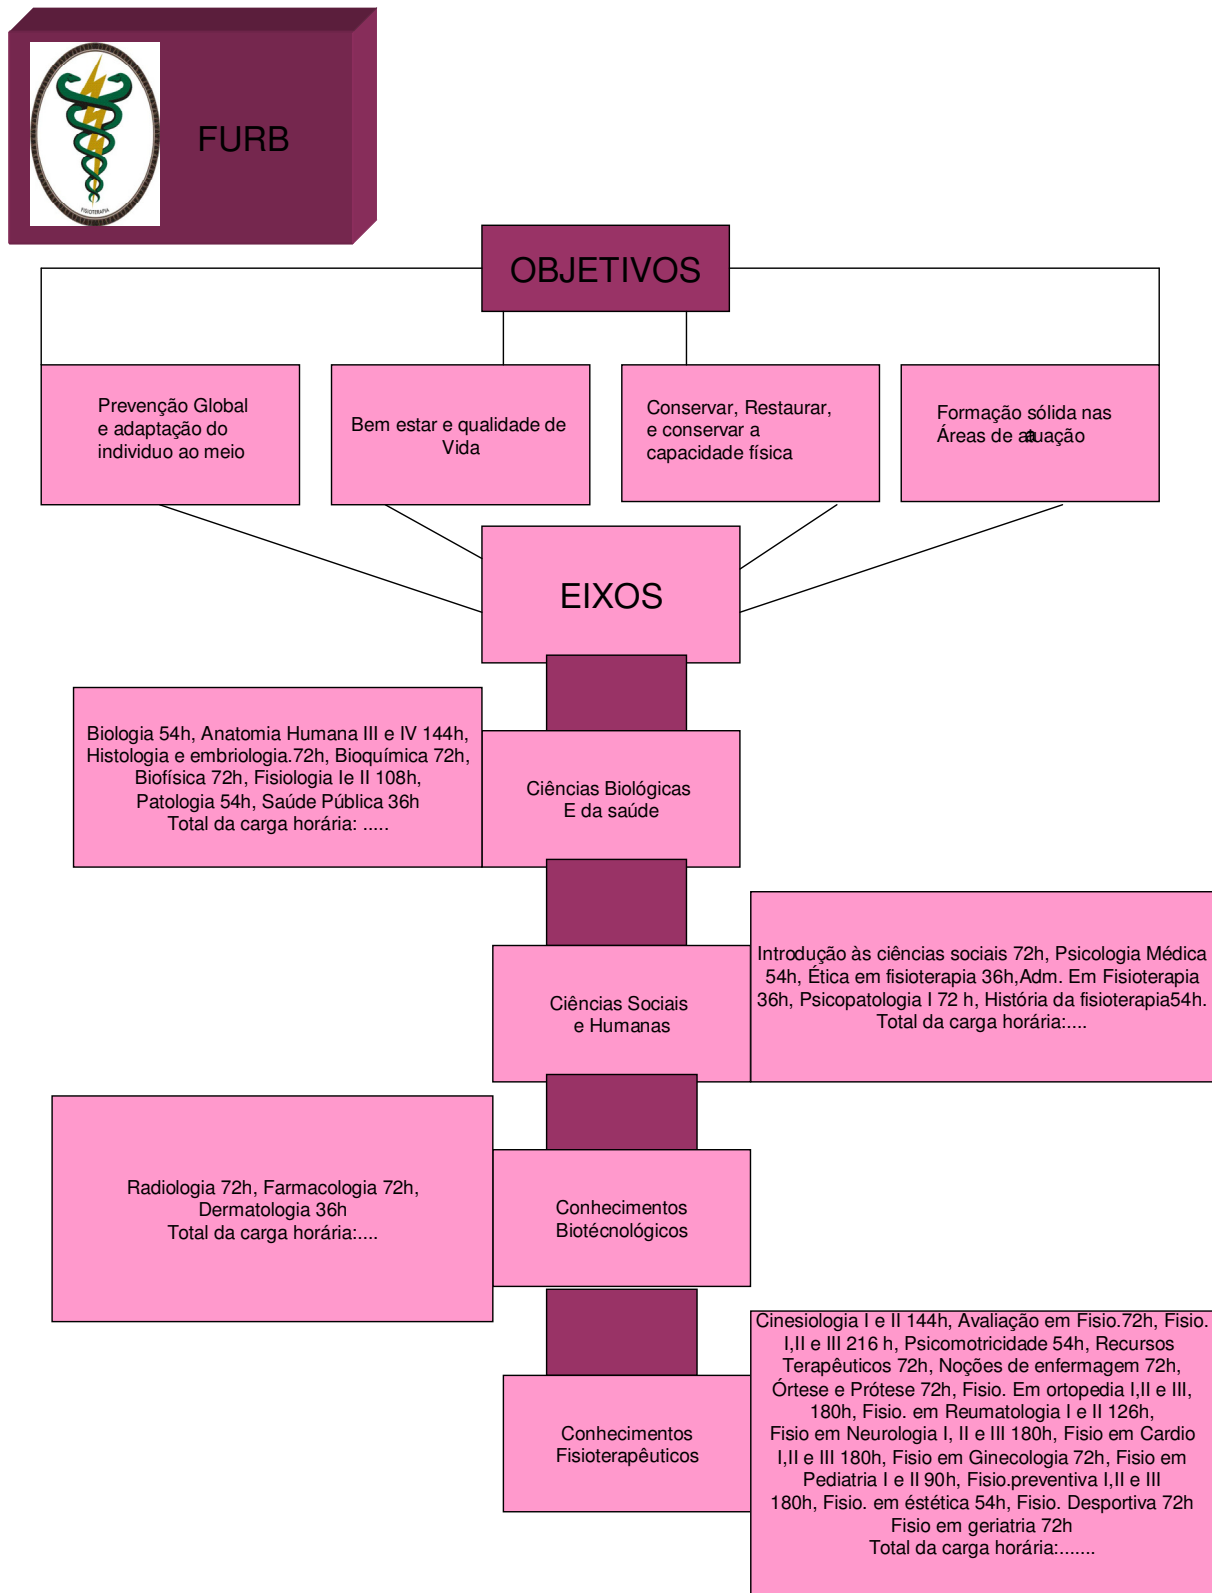 FISIOTERAPIA
FURB
OBJETIVOS
Prevenção Global
e adaptação do
individuo ao meio
Bem estar e qualidade de
Vida
Conservar, Restaurar,
e conservar a
capacidade física
Formação sólida nas
Áreas de atuação
EIXOS
Biologia 54h, Anatomia Humana III e IV 144h,
Histologia e embriologia.72h, Bioquímica 72h,
Biofísica 72h, Fisiologia Ie II 108h,
Patologia 54h, Saúde Pública 36h
Total da carga horária: .....
Ciências Biológicas
E da saúde
Introdução às ciências sociais 72h, Psicologia Médica
54h, Ética em fisioterapia 36h,Adm. Em Fisioterapia
36h, Psicopatologia I 72 h, História da fisioterapia54h.
Total da carga horária:....
Ciências Sociais
e Humanas
Radiologia 72h, Farmacologia 72h,
Dermatologia 36h
Total da carga horária:....
Conhecimentos
Biotécnológicos
Cinesiologia I e II 144h, Avaliação em Fisio.72h, Fisio.
I,II e III 216 h, Psicomotricidade 54h, Recursos
Terapêuticos 72h, Noções de enfermagem 72h,
Órtese e Prótese 72h, Fisio. Em ortopedia I,II e III,
180h, Fisio. em Reumatologia I e II 126h,
Fisio em Neurologia I, II e III 180h, Fisio em Cardio
I,II e III 180h, Fisio em Ginecologia 72h, Fisio em
Pediatria I e II 90h, Fisio.preventiva I,II e III
180h, Fisio. em éstética 54h, Fisio. Desportiva 72h
Fisio em geriatria 72h
Total da carga horária:.......
Conhecimentos
Fisioterapêuticos